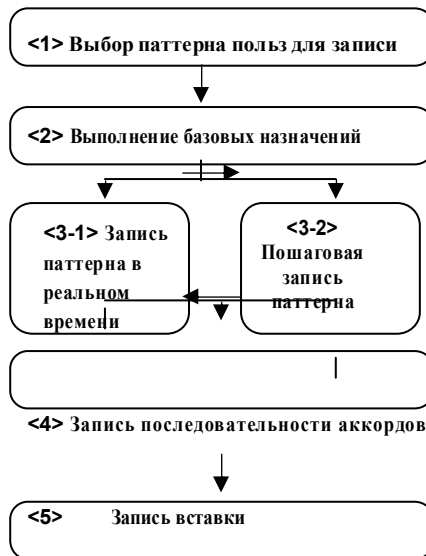 <1> Выбор паттерна польз для записи
<2> Выполнение базовых назначений
<3-1> Запись
паттерна в
реальном
времени
<3-2>
Пошаговая
запись
паттерна
<4> Запись последовательности аккордов
<5> Запись вставки